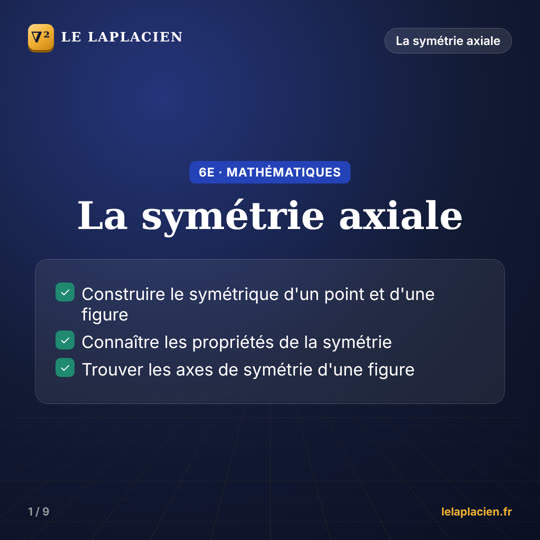 ∇² LE LAPLACIEN
La symétrie axiale
6E · MATHÉMATIQUES
La symétrie axiale
Construire le symétrique d'un point et d'une
figure
Connaître les propriétés de la symétrie
Trouver les axes de symétrie d'une figure
1 / 9
lelaplacien.fr